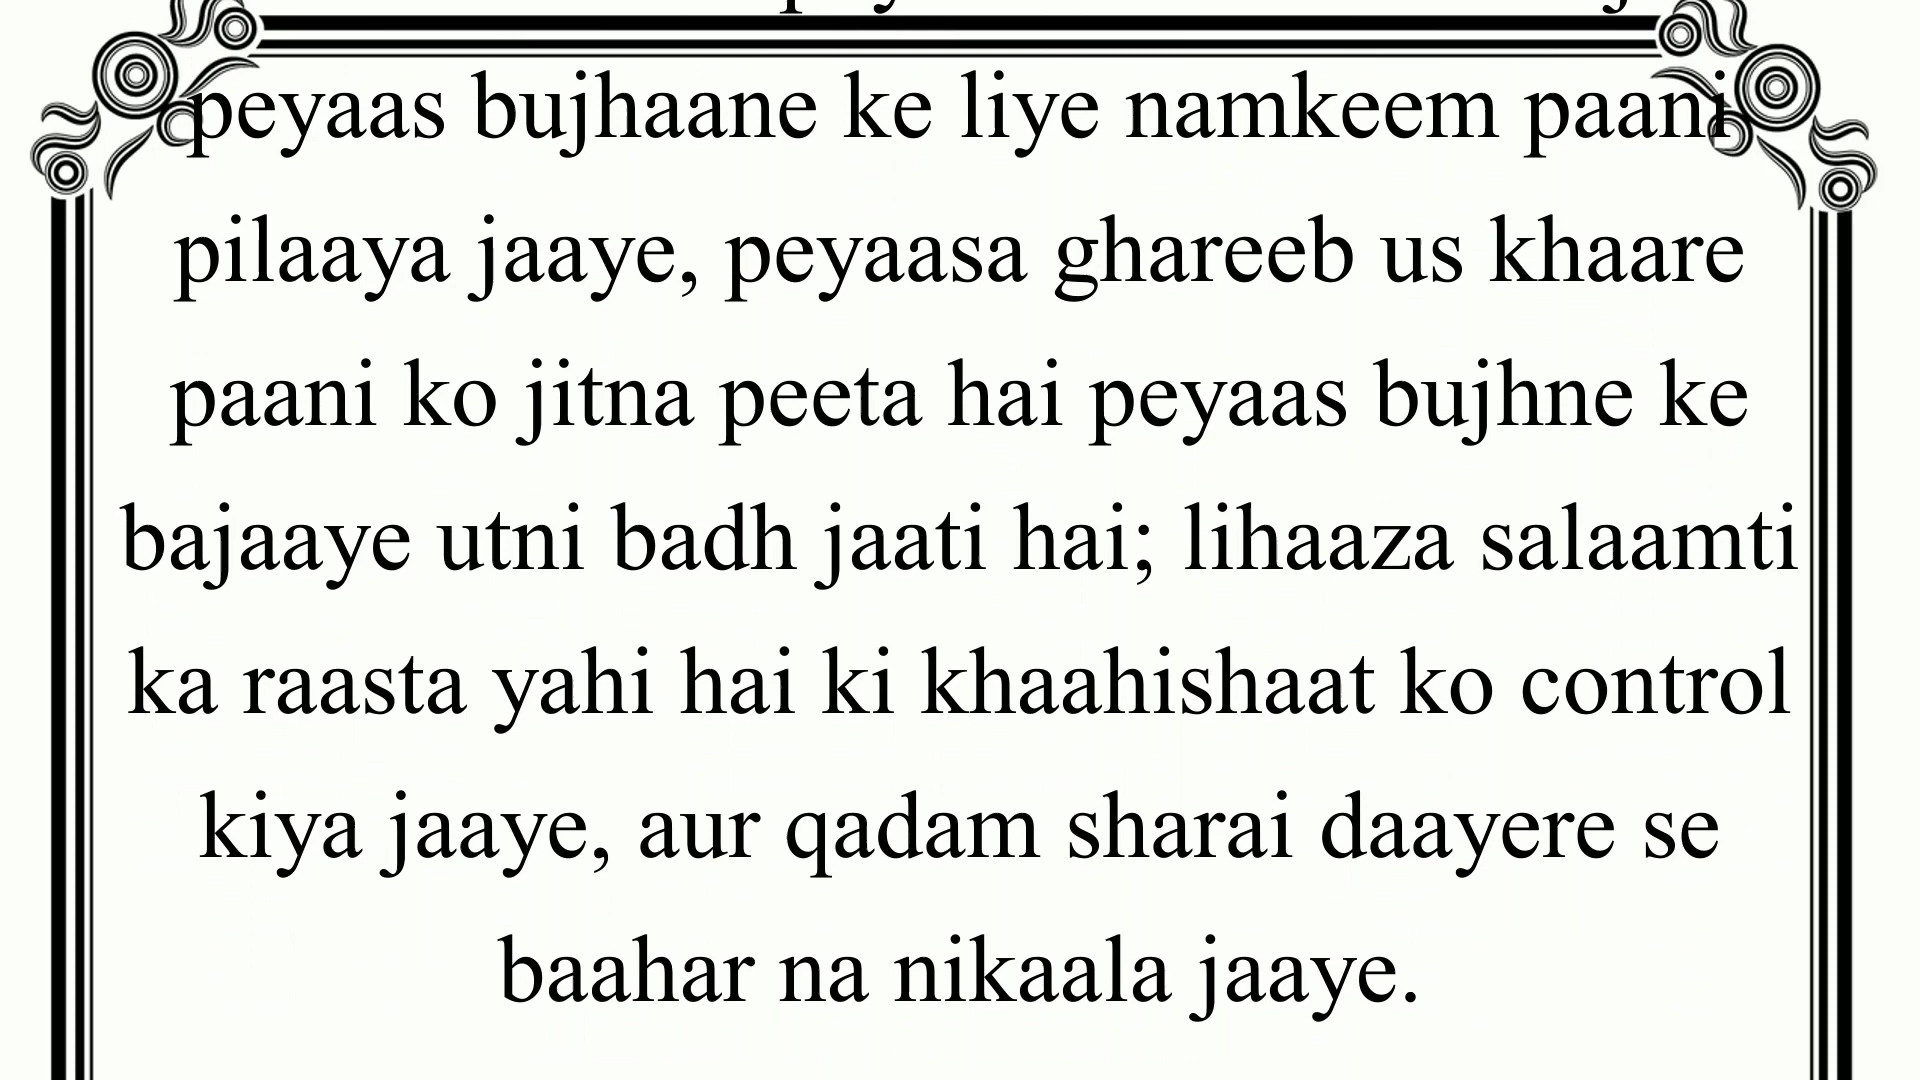 peyaas bujhaane ke liye namkeem paani
pilaaya jaaye, peyaasa ghareeb us khaare
paani ko jitna peeta hai peyaas bujhne ke
bajaaye utni badh jaati hai; lihaaza salaamti
ka raasta yahi hai ki khaahishaat ko control
kiya jaaye, aur qadam sharai daayere se
baahar na nikaala jaaye.